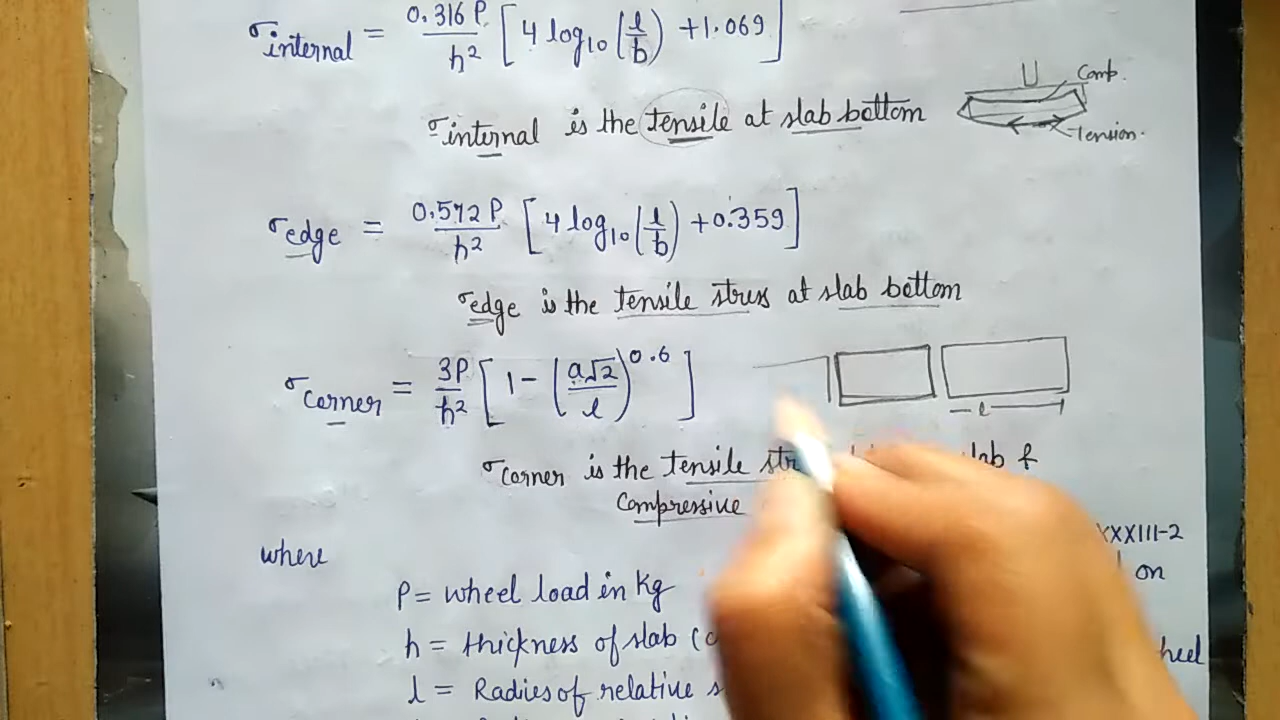 σinternal = 0.316 P/h² [4 log₁₀ (l/b) + 1.069]
Comp.
σinternal is the tensile at slab bottom
Tension.
σedge = 0.572 P/h² [4 log₁₀ (l/b) + 0.359]
σedge is the tensile stress at slab bottom
σcorner = 3P/h² [1 - (a√2/l)^0.6]
l
σcorner is the tensile &
Compressive
where XXXIII-2
P = wheel load in Kg on
h = thickness of slab
l = Radies of relative